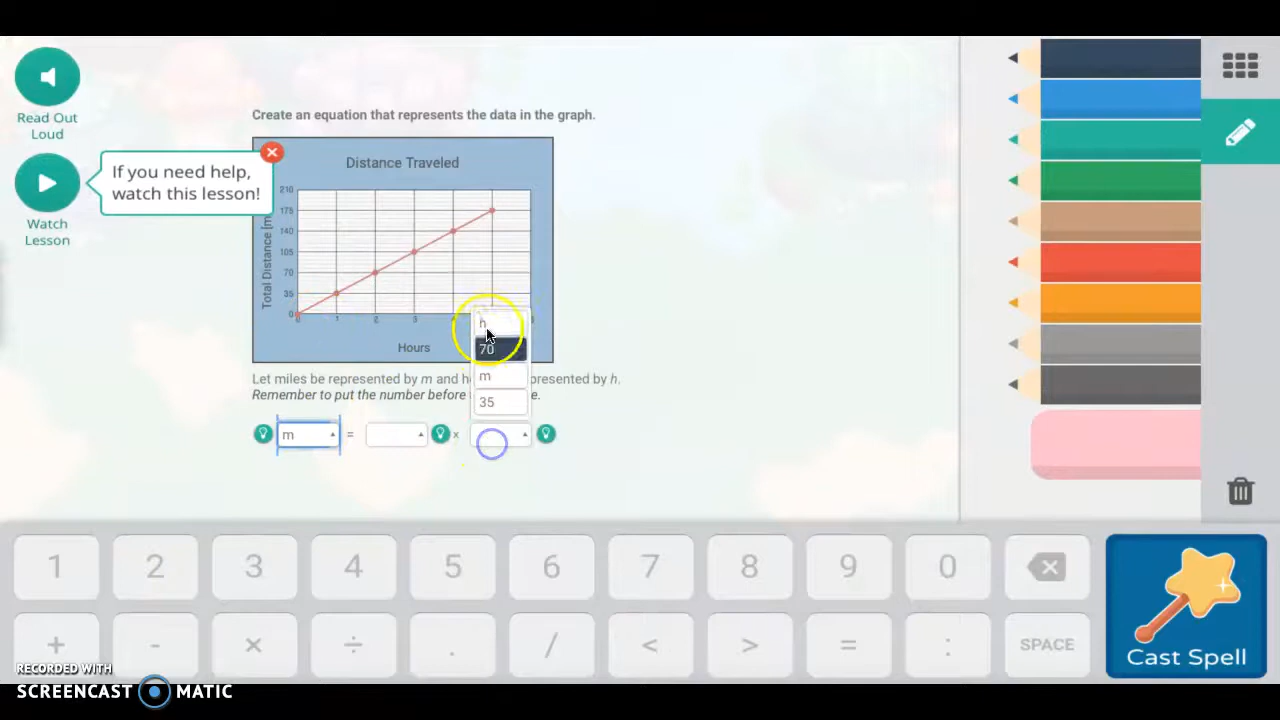 Read Out
Loud
If you need help,
watch this lesson!
Watch
Lesson
Create an equation that represents the data in the graph.
Distance Traveled
Total Distance [m
210
175
140
105
70
35
0
0 1 2 3
Hours
Let miles be represented by m and presented by h.
Remember to put the number before
h
70
m
35
m = x
1 2 3 4 5 6 7 8 9 0
+ - × ÷ . / < > = : SPACE
Cast Spell
RECORDED WITH
SCREENCAST MATIC